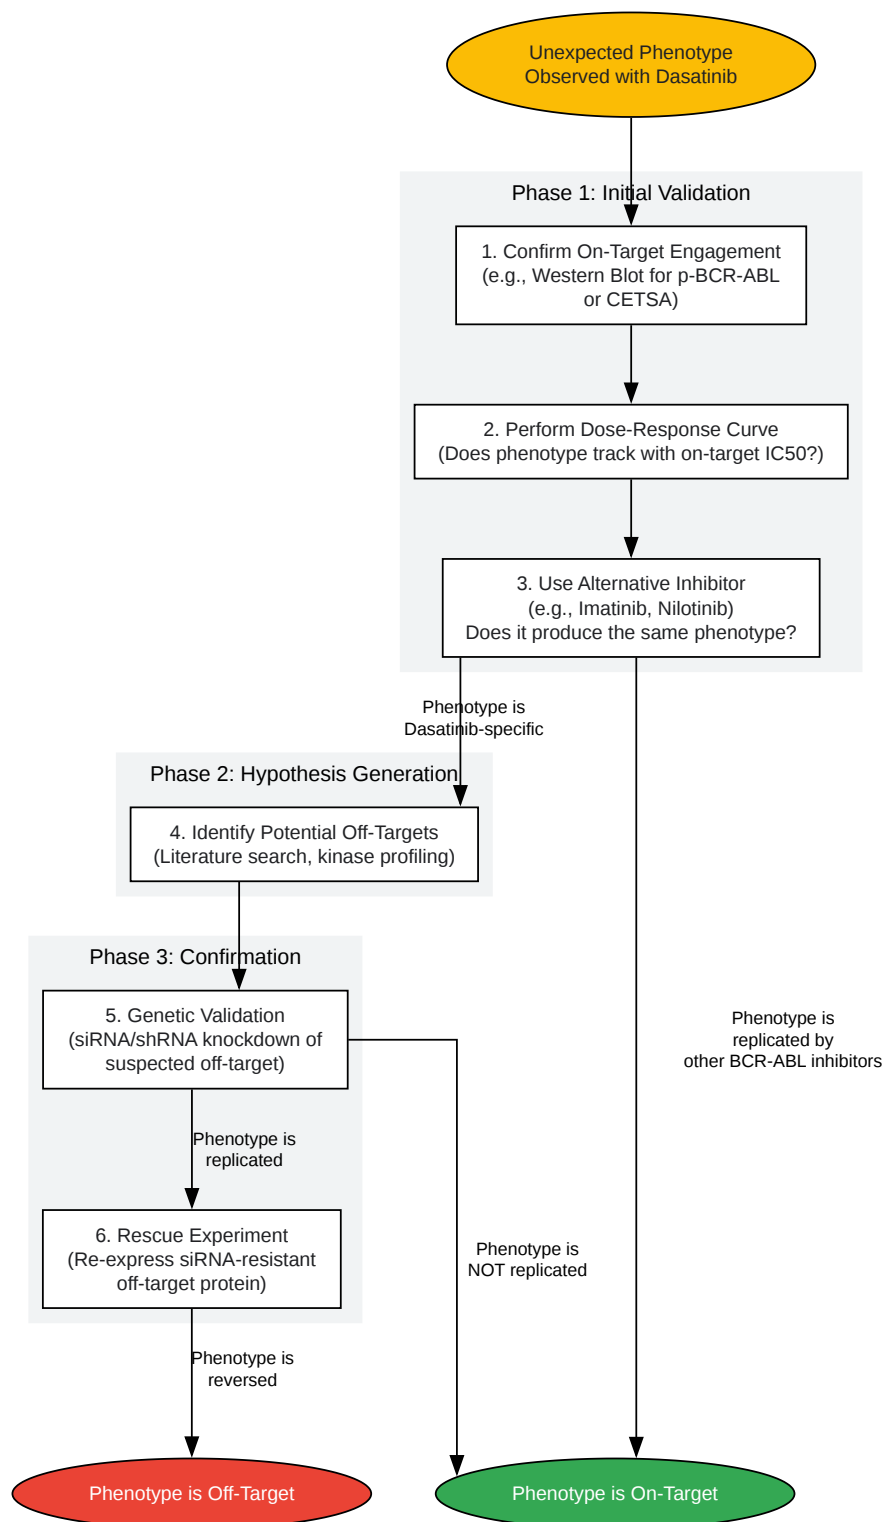 Unexpected Phenotype
Observed with Dasatinib
Phase 1: Initial Validation
1. Confirm On-Target Engagement
(e.g., Western Blot for p-BCR-ABL
or CETSA)
2. Perform Dose-Response Curve
(Does phenotype track with on-target IC50?)
3. Use Alternative Inhibitor
(e.g., Imatinib, Nilotinib)
Does it produce the same phenotype?
Phenotype is
Dasatinib-specific
Phase 2: Hypothesis Generation
4. Identify Potential Off-Targets
(Literature search, kinase profiling)
Phase 3: Confirmation
5. Genetic Validation
(siRNA/shRNA knockdown of
suspected off-target)
Phenotype is
replicated by
other BCR-ABL inhibitors
Phenotype is
replicated
6. Rescue Experiment
(Re-express siRNA-resistant
off-target protein)
Phenotype is
NOT replicated
Phenotype is
reversed
Phenotype is Off-Target
Phenotype is On-Target